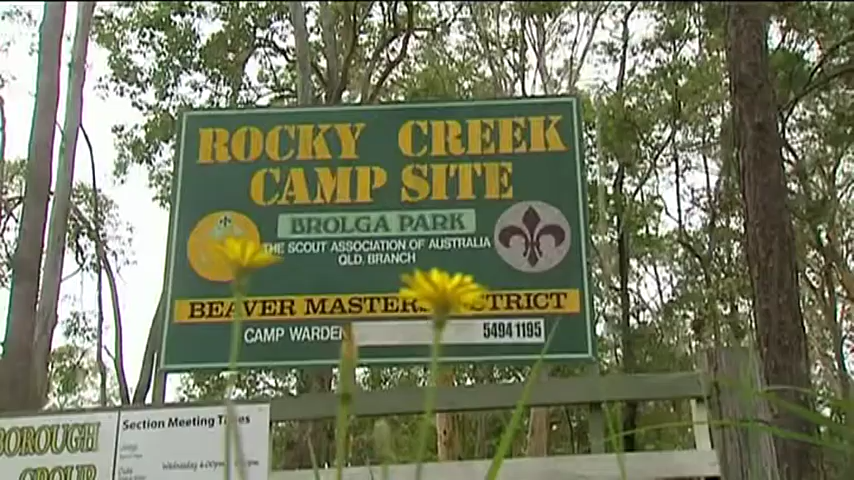 ROCKY CREEK
CAMP SITE
BROLGA PARK
THE SCOUT ASSOCIATION OF AUSTRALIA
QLD. BRANCH
BEAVER MASTERS DISTRICT
CAMP WARDEN 5494 1195
BOROUGH
GROUP
Section Meeting Times
Wednesday